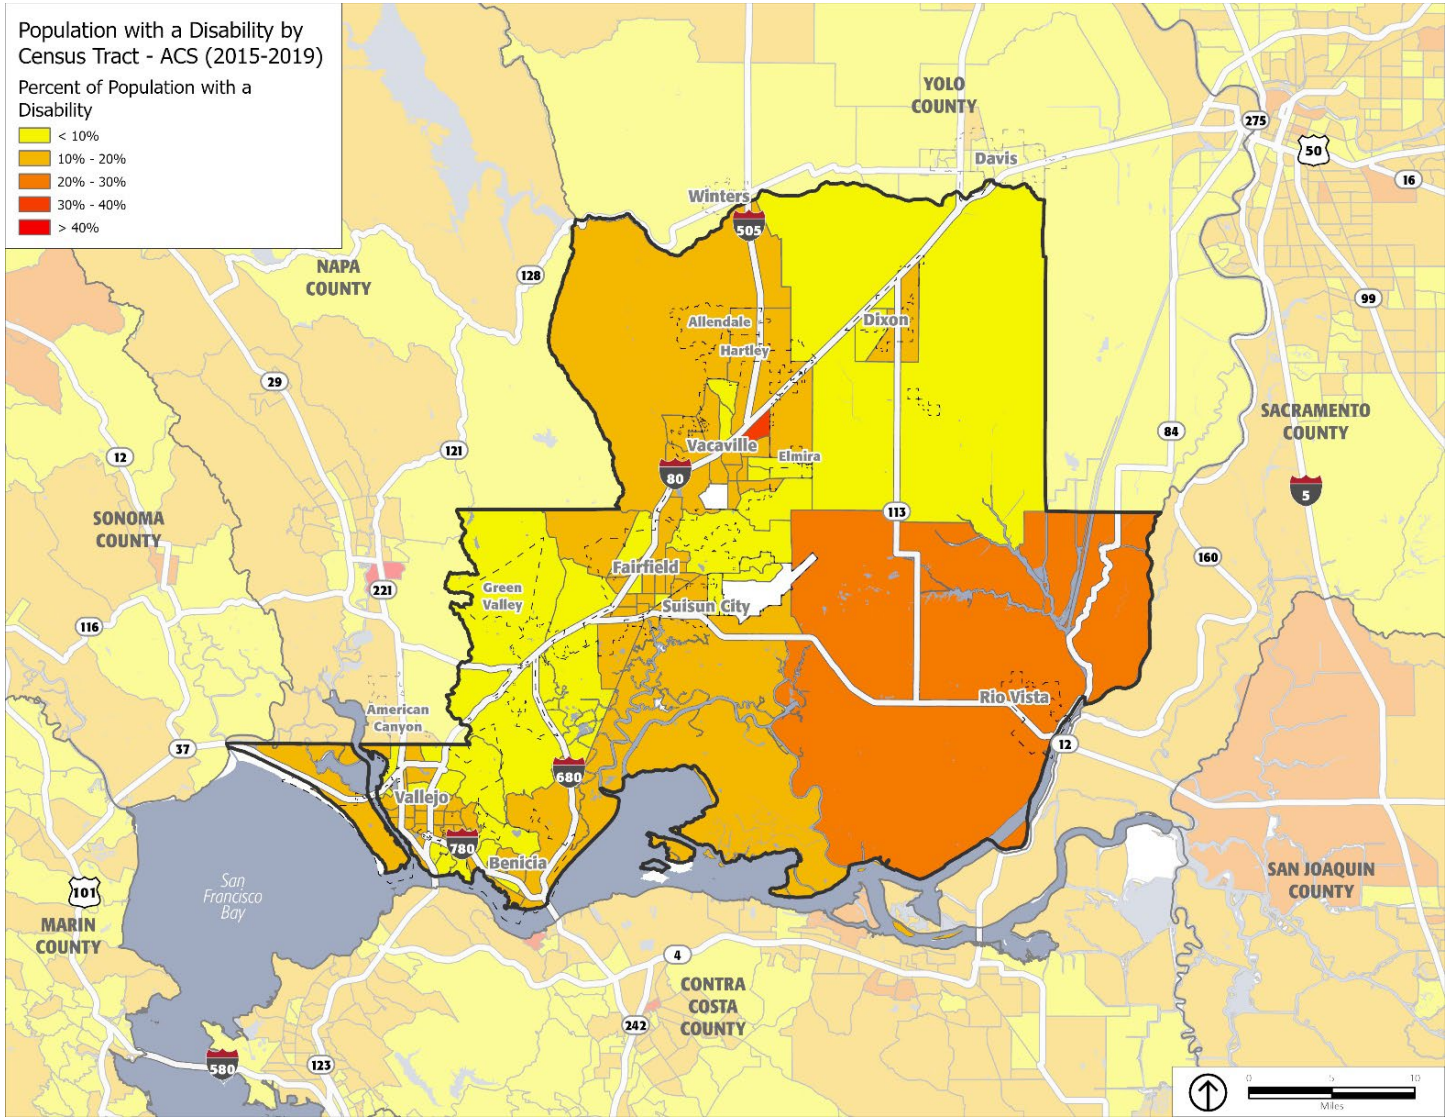 Population with a Disability by
Census Tract - ACS (2015-2019)
Percent of Population with a
Disability
< 10%
10% - 20%
20% - 30%
30% - 40%
> 40%
YOLO
COUNTY
275
50
Davis
16
Winters
505
NAPA
COUNTY
128
99
Allendale
Dixon
Hartley
29
SACRAMENTO
COUNTY
84
Vacaville
121
12
Elmira
80
5
113
SONOMA
COUNTY
160
Fairfield
Green
Valley
221
Suisun City
116
Rio Vista
American
Canyon
37
12
680
Vallejo
780
Benicia
San
Francisco
Bay
SAN JOAQUIN
COUNTY
101
MARIN
COUNTY
4
CONTRA
COSTA
COUNTY
242
580
123
0 5 10
Miles